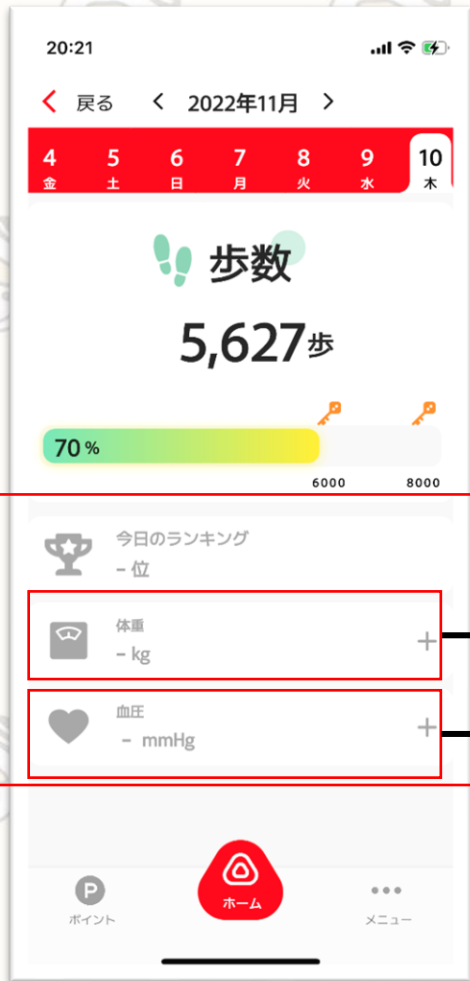 20:21
戻る < 2022年11月 >
4 5 6 7 8 9 10
金 土 日 月 火 水 木
歩数
5,627歩
70%
6000 8000
今日のランキング
- 位
体重
- kg
+
血圧
- mmHg
+
P
ポイント
ホーム
メニュー